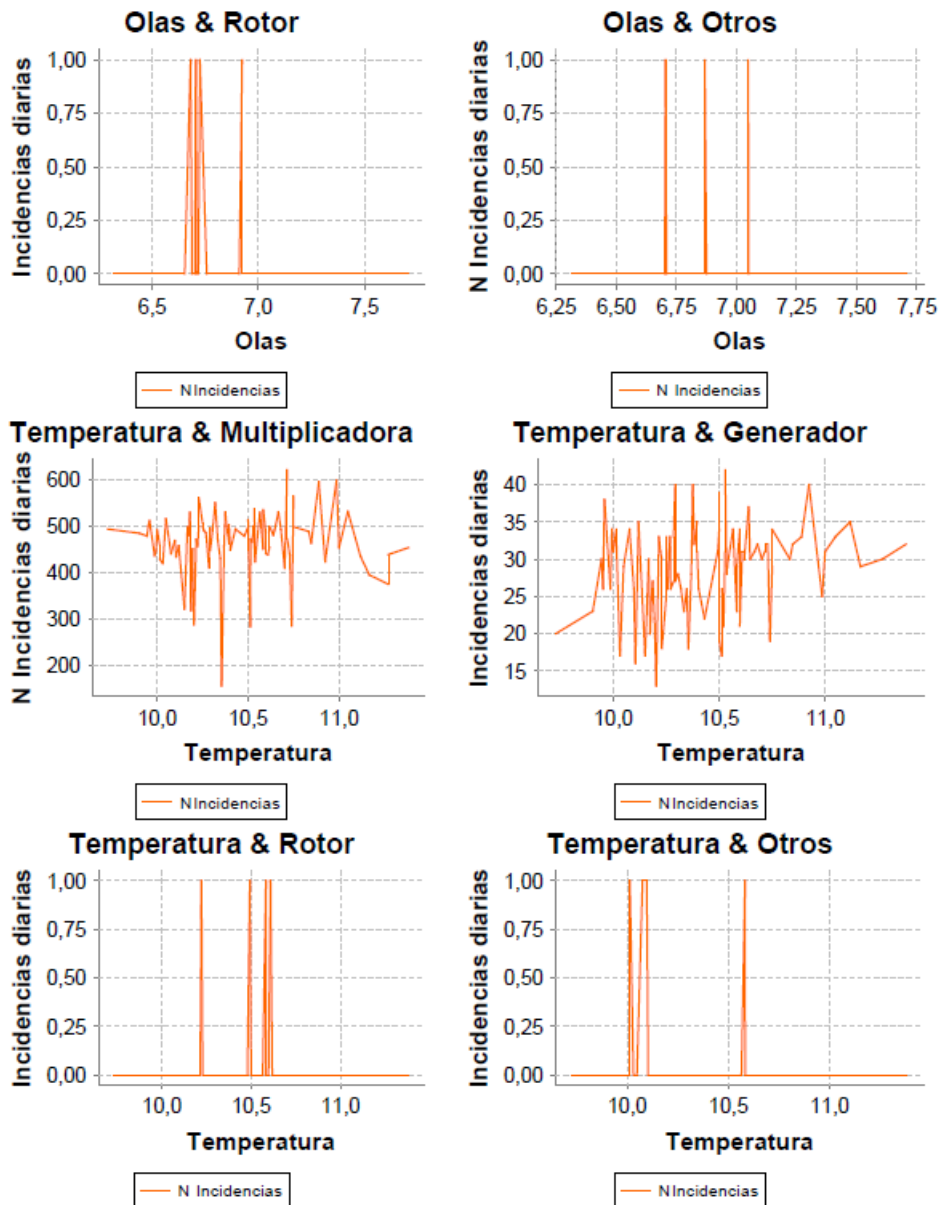 Olas & Rotor
Incidencias diarias
1,00
0,75
0,50
0,25
0,00
6,5 7,0 7,5
Olas
N Incidencias
Olas & Otros
N Incidencias diarias
1,00
0,75
0,50
0,25
0,00
6,25 6,50 6,75 7,00 7,25 7,50 7,75
Olas
N Incidencias
Temperatura & Multiplicadora
N Incidencias diarias
600
500
400
300
200
10,0 10,5 11,0
Temperatura
N Incidencias
Temperatura & Generador
Incidencias diarias
40
35
30
25
20
15
10,0 10,5 11,0
Temperatura
N Incidencias
Temperatura & Rotor
Incidencias diarias
1,00
0,75
0,50
0,25
0,00
10,0 10,5 11,0
Temperatura
N Incidencias
Temperatura & Otros
Incidencias diarias
1,00
0,75
0,50
0,25
0,00
10,0 10,5 11,0
Temperatura
N Incidencias